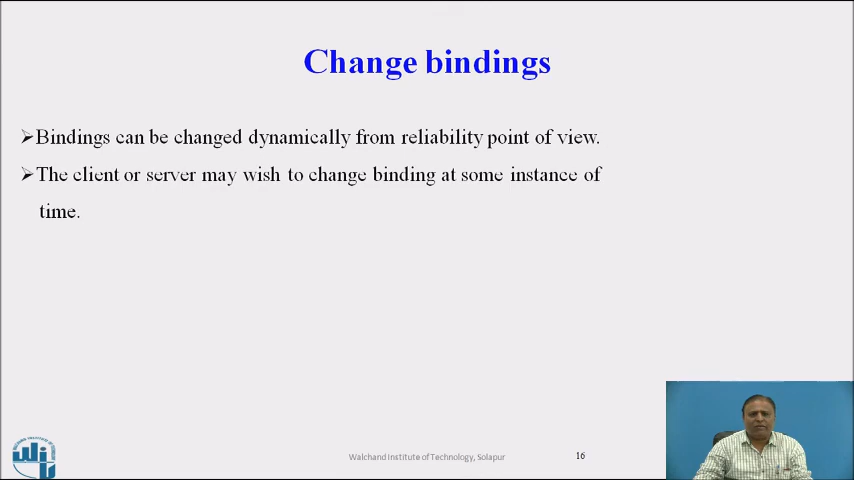 Change bindings
➢Bindings can be changed dynamically from reliability point of view.
➢The client or server may wish to change binding at some instance of
time.
Walchand Institute of Technology, Solapur
16